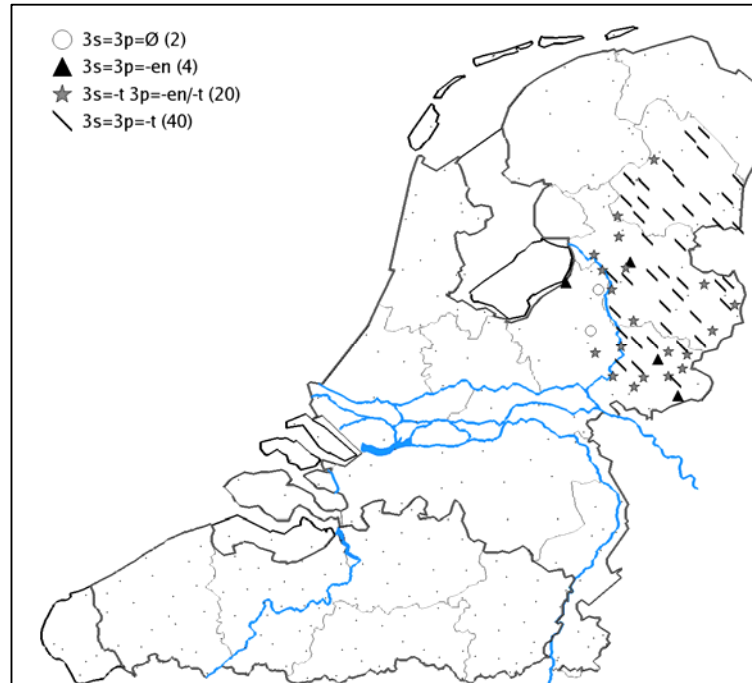 3s=3p=Ø (2)
3s=3p=-en (4)
3s=-t 3p=-en/-t (20)
3s=3p=-t (40)